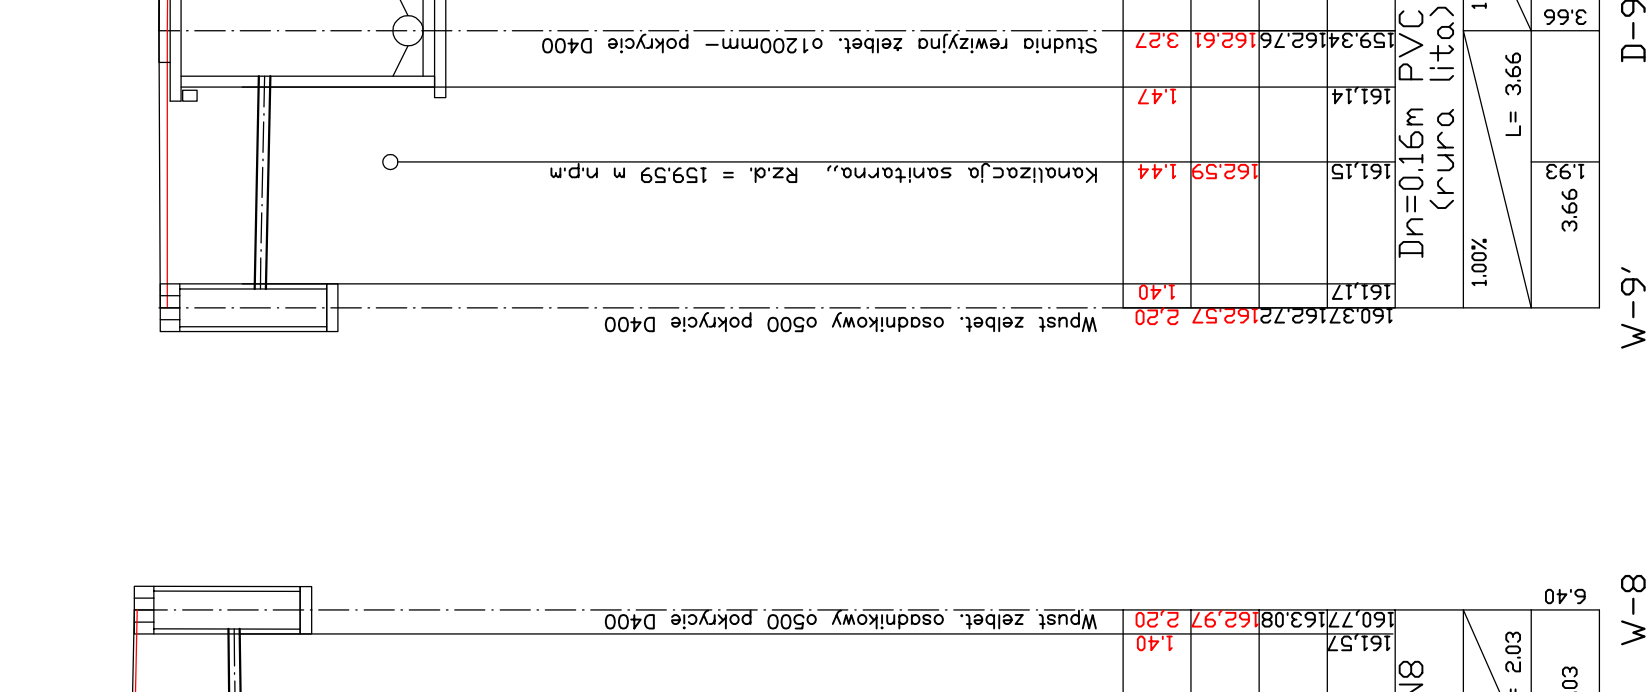 3.66
D-9
Studnia rewizyjna żelbet. o1200mm- pokrycie D400
3.27
162.61
162.76
159.34
1.47
161,14
Dn=0.16m PVC
(rura lita)
L= 3.66
Kanalizacja sanitarna,, Rz.d. = 159.59 m n.p.m
1.44
162.59
161,15
1.93
3.66
1.00%
1.40
161,17
W-9'
Wpust zelbet. osadnikowy o500 pokrycie D400
2,20
162.57
162.72
160.37
6.40
W-8
Wpust zelbet. osadnikowy o500 pokrycie D400
2,20
162,97
163.08
160,77
1.40
161,57